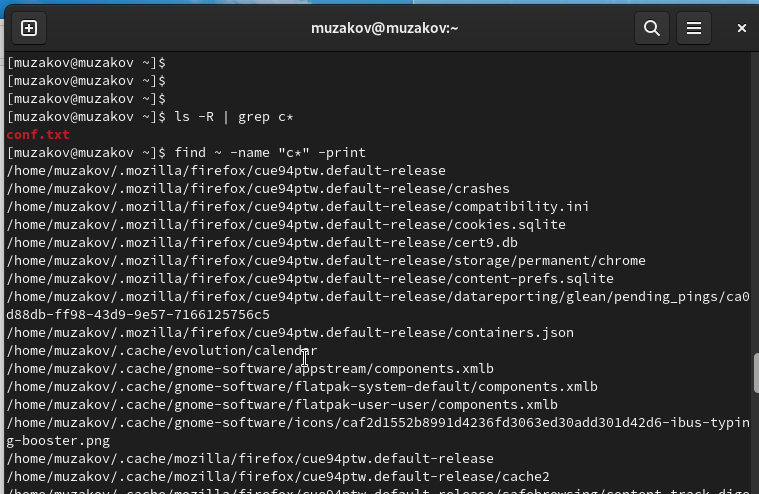 muzakov@muzakov:~
[muzakov@muzakov ~]$
[muzakov@muzakov ~]$
[muzakov@muzakov ~]$
[muzakov@muzakov ~]$ ls -R | grep c*
conf.txt
[muzakov@muzakov ~]$ find ~ -name "c*" -print
/home/muzakov/.mozilla/firefox/cue94ptw.default-release
/home/muzakov/.mozilla/firefox/cue94ptw.default-release/crashes
/home/muzakov/.mozilla/firefox/cue94ptw.default-release/compatibility.ini
/home/muzakov/.mozilla/firefox/cue94ptw.default-release/cookies.sqlite
/home/muzakov/.mozilla/firefox/cue94ptw.default-release/cert9.db
/home/muzakov/.mozilla/firefox/cue94ptw.default-release/storage/permanent/chrome
/home/muzakov/.mozilla/firefox/cue94ptw.default-release/content-prefs.sqlite
/home/muzakov/.mozilla/firefox/cue94ptw.default-release/datareporting/glean/pending_pings/ca0
d88db-ff98-43d9-9e57-7166125756c5
/home/muzakov/.mozilla/firefox/cue94ptw.default-release/containers.json
/home/muzakov/.cache/evolution/calendar
/home/muzakov/.cache/gnome-software/appstream/components.xmlb
/home/muzakov/.cache/gnome-software/flatpak-system-default/components.xmlb
/home/muzakov/.cache/gnome-software/flatpak-user-user/components.xmlb
/home/muzakov/.cache/gnome-software/icons/caf2d1552b8991d4236fd3063ed30add301d42d6-ibus-typin
g-booster.png
/home/muzakov/.cache/mozilla/firefox/cue94ptw.default-release
/home/muzakov/.cache/mozilla/firefox/cue94ptw.default-release/cache2